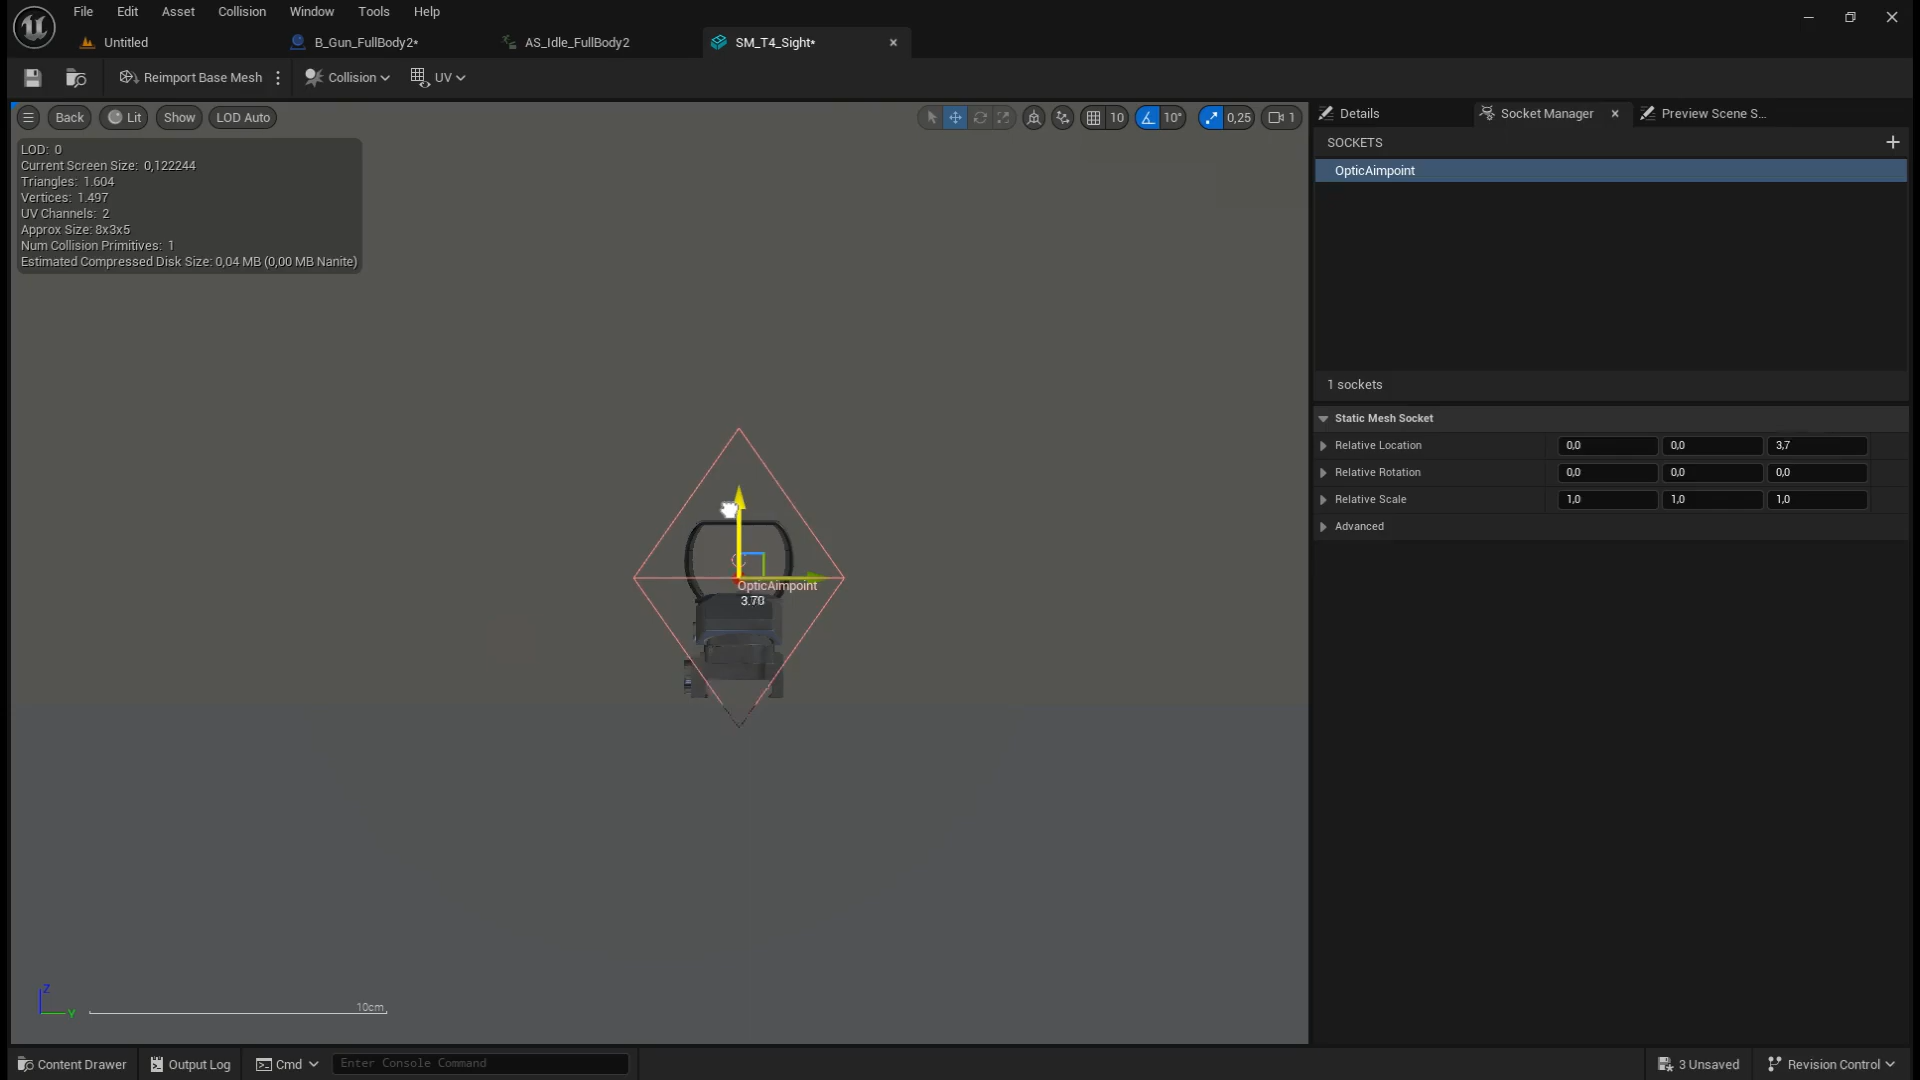 File Edit Asset Collision Window Tools Help
Untitled B_Gun_FullBody2* AS_Idle_FullBody2 SM_T4_Sight*
Reimport Base Mesh Collision UV
Back Lit Show LOD Auto 10 10° 0,25 1
Details Socket Manager Preview Scene S...
SOCKETS
LOD: 0
Current Screen Size: 0,122244
Triangles: 1.604
Vertices: 1.497
UV Channels: 2
Approx Size: 8x3x5
Num Collision Primitives: 1
Estimated Compressed Disk Size: 0,04 MB (0,00 MB Nanite)
OpticAimpoint
1 sockets
Static Mesh Socket
Relative Location 0,0 0,0 3,7
Relative Rotation 0,0 0,0 0,0
Relative Scale 1,0 1,0 1,0
Advanced
OpticAimpoint
3.70
Z
Y
10cm
Content Drawer Output Log Cmd Enter Console Command 3 Unsaved Revision Control